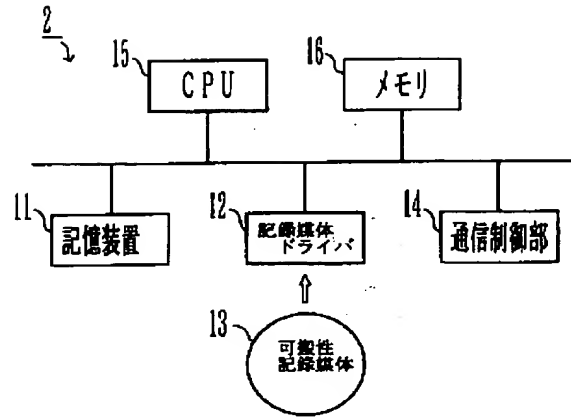 2
15
CPU
16
メモリ
11
記憶装置
12
記録媒体
ドライバ
14
通信制御部
13
可搬性
記録媒体